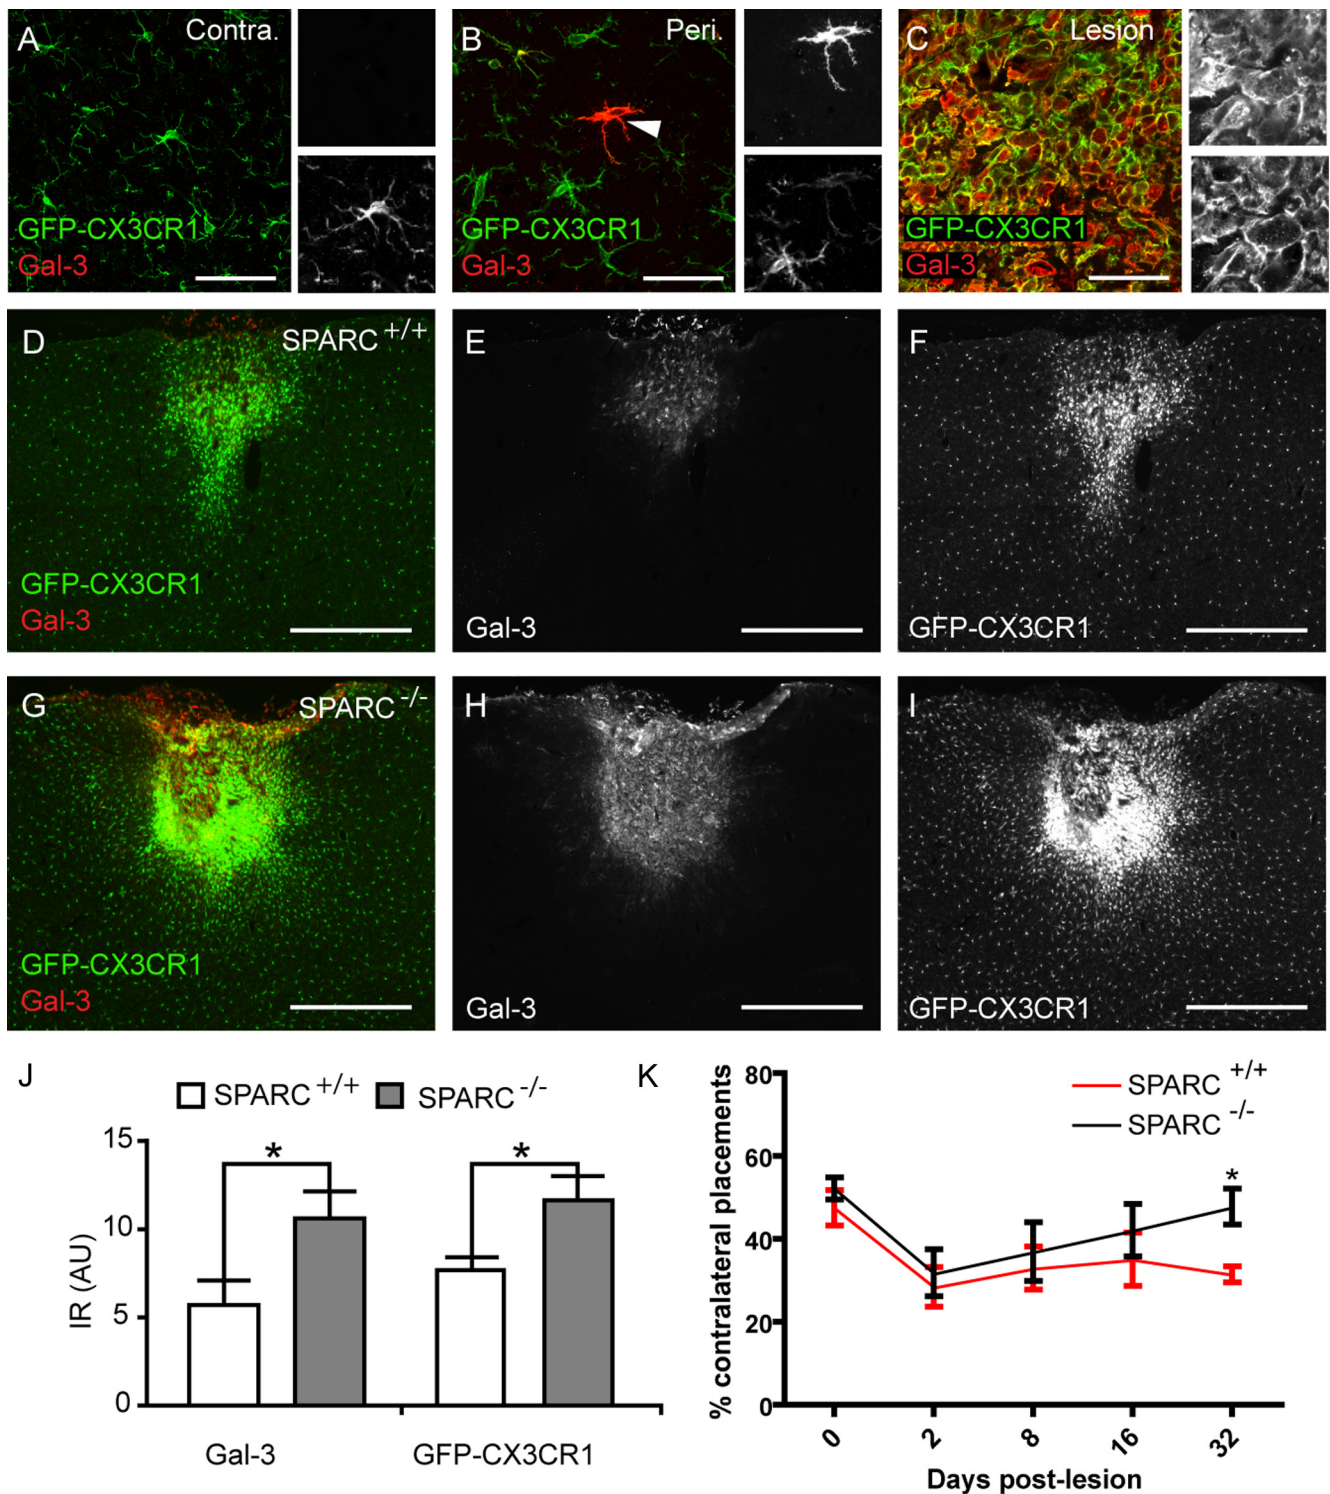 A Contra.
GFP-CX3CR1
Gal-3
B Peri.
GFP-CX3CR1
Gal-3
C Lesion
GFP-CX3CR1
Gal-3
D SPARC +/+
GFP-CX3CR1
Gal-3
E
Gal-3
F
GFP-CX3CR1
G SPARC -/-
GFP-CX3CR1
Gal-3
H
Gal-3
I
GFP-CX3CR1
J
SPARC +/+ SPARC -/-
IR (AU)
15
10
5
0
* *
Gal-3 GFP-CX3CR1
K
SPARC +/+
SPARC -/-
% contralateral placements
80
60
40
20
0
*
0 2 8 16 32
Days post-lesion